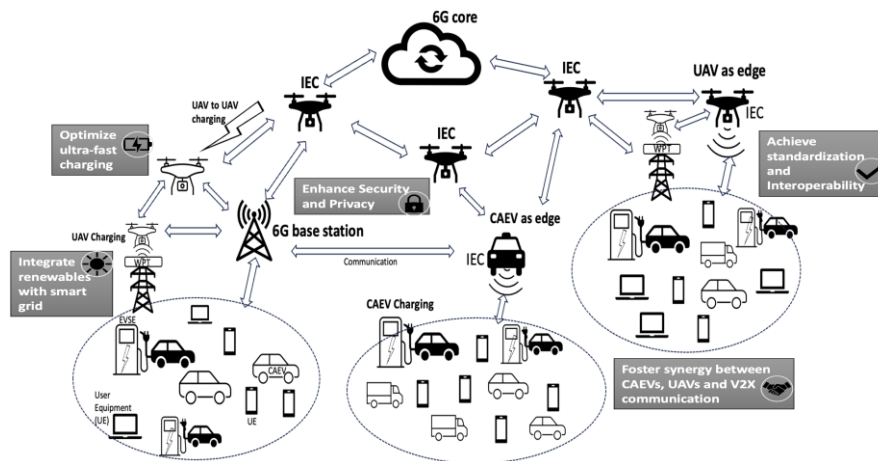 6G core
IEC
IEC
UAV as edge
IEC
UAV to UAV
charging
Optimize
ultra-fast
charging
IEC
WPT
Achieve
standardization
and
Interoperability
Enhance Security
and Privacy
CAEV as edge
UAV Charging
6G base station
IEC
Communication
Integrate
renewables
with smart
grid
WPT
CAEV Charging
EVSE
CAEV
User
Equipment
(UE)
UE
Foster synergy between
CAEVs, UAVs and V2X
communication